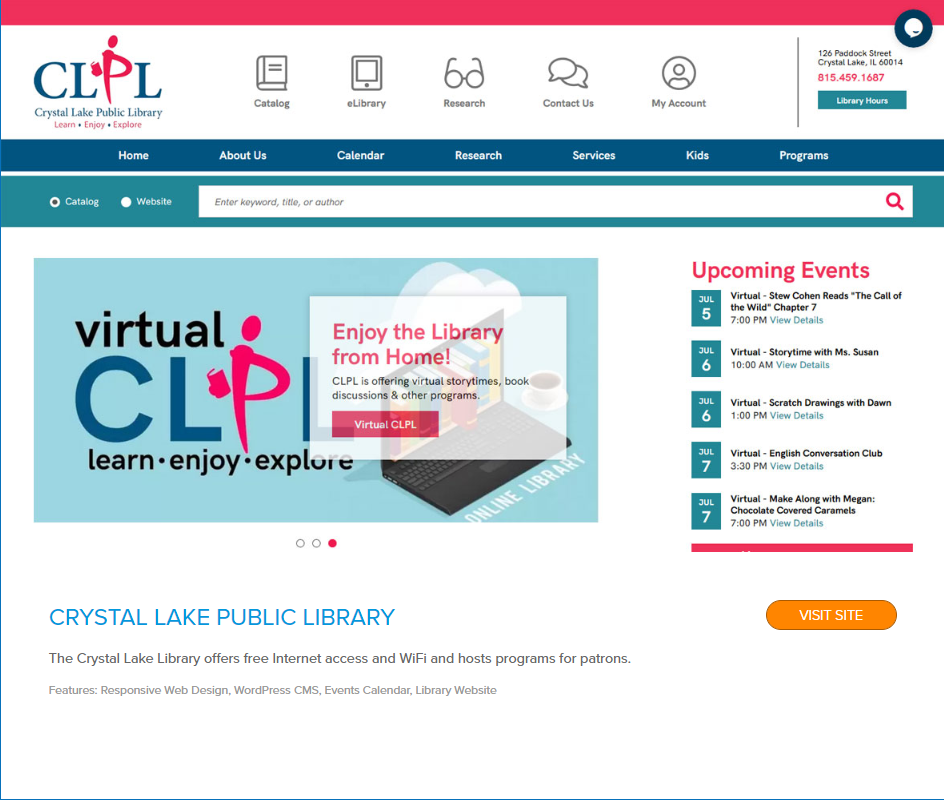 CLPL
Crystal Lake Public Library
Learn • Enjoy • Explore
Catalog
eLibrary
Research
Contact Us
My Account
126 Paddock Street
Crystal Lake, IL 60014
815.459.1687
Library Hours
Home
About Us
Calendar
Research
Services
Kids
Programs
Catalog
Website
Enter keyword, title, or author
virtual
CLPL
learn·enjoy·explore
Enjoy the Library
from Home!
CLPL is offering virtual storytimes, book
discussions & other programs.
Virtual CLPL
ONLINE LIBRARY
Upcoming Events
JUL
5
Virtual - Stew Cohen Reads "The Call of
the Wild" Chapter 7
7:00 PM View Details
JUL
6
Virtual - Storytime with Ms. Susan
10:00 AM View Details
JUL
6
Virtual - Scratch Drawings with Dawn
1:00 PM View Details
JUL
7
Virtual - English Conversation Club
3:30 PM View Details
JUL
7
Virtual - Make Along with Megan:
Chocolate Covered Caramels
7:00 PM View Details
CRYSTAL LAKE PUBLIC LIBRARY
VISIT SITE
The Crystal Lake Library offers free Internet access and WiFi and hosts programs for patrons.
Features: Responsive Web Design, WordPress CMS, Events Calendar, Library Website